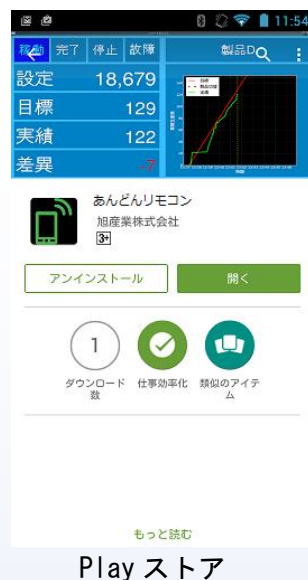 11:54
稼動 完了 停止 故障
製品D
設定 18,679
目標 129
実績 122
差異 -7
あんどんリモコン
旭産業株式会社
3+
アンインストール
開く
1
ダウンロード数
仕事効率化
類似のアイテム
もっと読む
Play ストア